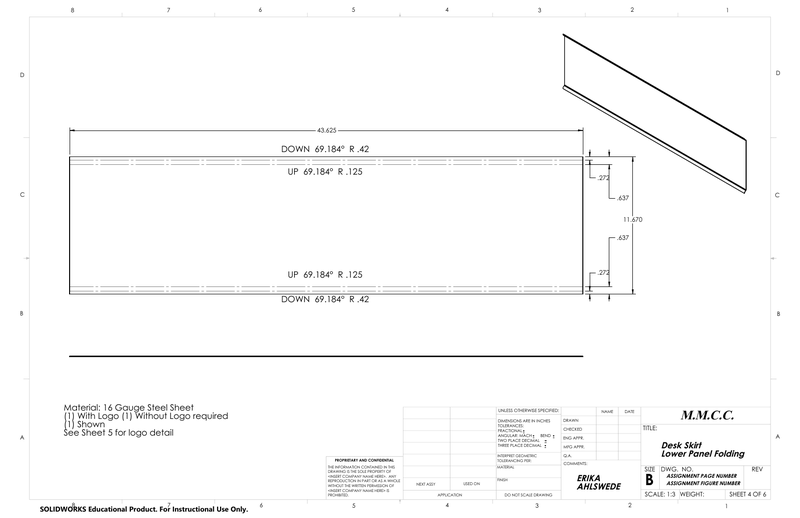 8 7 6 5 4 3 2 1
D D
43.625
DOWN 69.184° R .42
UP 69.184° R .125
.272
C C
.637
11.670
.637
UP 69.184° R .125
.272
DOWN 69.184° R .42
B B
Material: 16 Gauge Steel Sheet
(1) With Logo (1) Without Logo required
(1) Shown
See Sheet 5 for logo detail
A A
PROPRIETARY AND CONFIDENTIAL
THE INFORMATION CONTAINED IN THIS
DRAWING IS THE SOLE PROPERTY OF
<INSERT COMPANY NAME HERE>. ANY
REPRODUCTION IN PART OR AS A WHOLE
WITHOUT THE WRITTEN PERMISSION OF
<INSERT COMPANY NAME HERE> IS
PROHIBITED.
NEXT ASSY USED ON
APPLICATION
UNLESS OTHERWISE SPECIFIED:
DIMENSIONS ARE IN INCHES
TOLERANCES:
FRACTIONAL ±
ANGULAR: MACH ± BEND ±
TWO PLACE DECIMAL ±
THREE PLACE DECIMAL ±
INTERPRET GEOMETRIC
TOLERANCING PER:
MATERIAL
FINISH
DO NOT SCALE DRAWING
NAME DATE
DRAWN
CHECKED
ENG APPR.
MFG APPR.
Q.A.
COMMENTS:
ERIKA
AHLSWEDE
M.M.C.C.
TITLE:
Desk Skirt
Lower Panel Folding
SIZE DWG. NO. REV
B
ASSIGNMENT PAGE NUMBER
ASSIGNMENT FIGURE NUMBER
SCALE: 1:3 WEIGHT: SHEET 4 OF 6
8 7 6 5 4 3 2 1
SOLIDWORKS Educational Product. For Instructional Use Only.